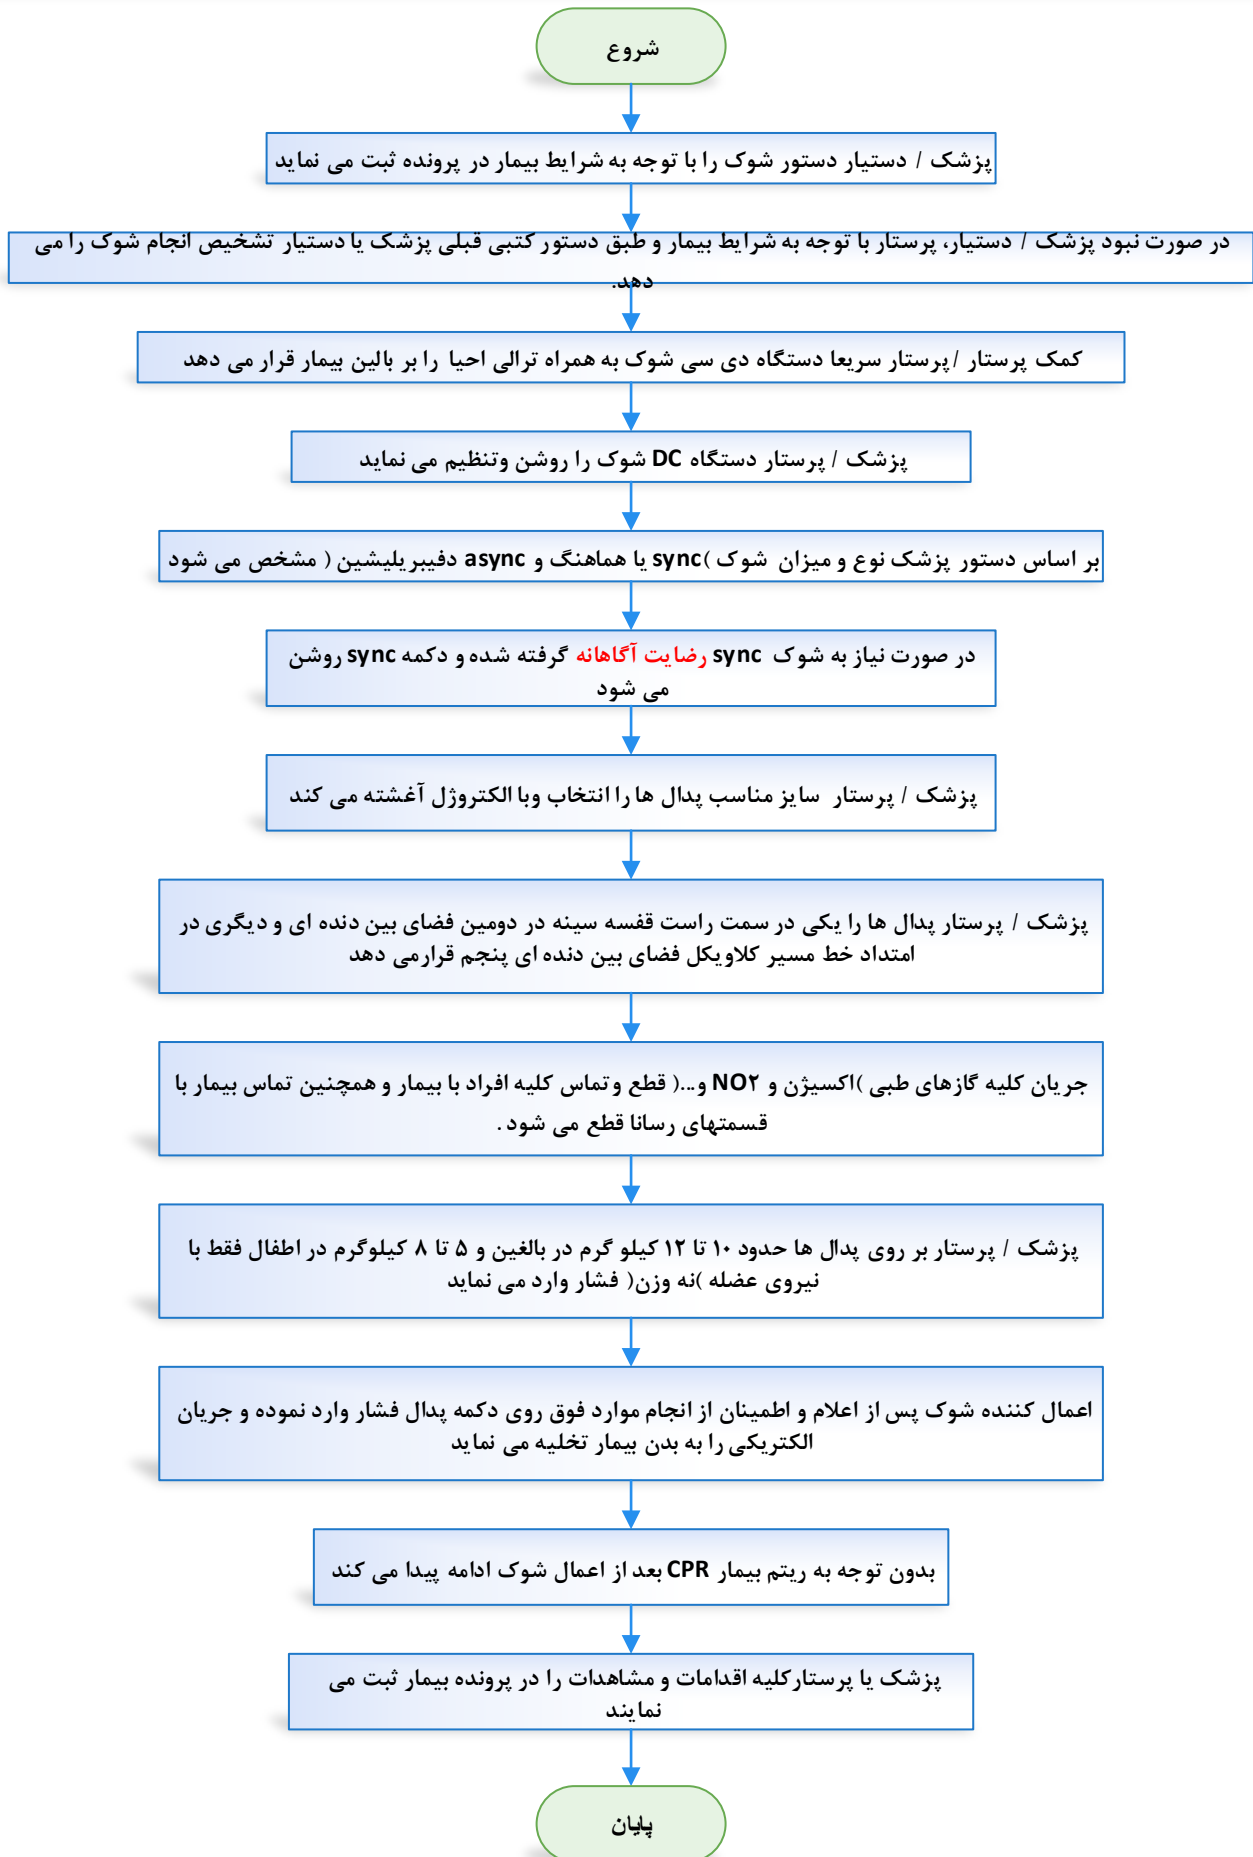 شروع
پزشک / دستیار دستور شوک را با توجه به شرایط بیمار در پرونده ثبت می نماید
در صورت نبود پزشک / دستیار، پرستار با توجه به شرایط بیمار و طبق دستور کتبی قبلی پزشک یا دستیار تشخیص انجام شوک را می
دهد.
کمک پرستار /پرستار سریعا دستگاه دی سی شوک به همراه ترالی احیا را بر بالین بیمار قرار می دهد
پزشک / پرستار دستگاه DC شوک را روشن وتنظیم می نماید
بر اساس دستور پزشک نوع و میزان شوک )sync یا هماهنگ و async دفیبریلیشین ( مشخص می شود
در صورت نیاز به شوک sync رضایت آگاهانه گرفته شده و دکمه sync روشن
می شود
پزشک / پرستار سایز مناسب پدال ها را انتخاب وبا الکتروژل آغشته می کند
پزشک / پرستار پدال ها را یکی در سمت راست قفسه سینه در دومین فضای بین دنده ای و دیگری در
امتداد خط مسیر کلاویکل فضای بین دنده ای پنجم قرارمی دهد
جریان کلیه گازهای طبی )اکسیژن و NO۲ و...( قطع و تماس کلیه افراد با بیمار و همچنین تماس بیمار با
قسمتهای رسانا قطع می شود .
پزشک / پرستار بر روی پدال ها حدود ۱۰ تا ۱۲ کیلو گرم در بالغین و ۵ تا ۸ کیلوگرم در اطفال فقط با
نیروی عضله )نه وزن( فشار وارد می نماید
اعمال کننده شوک پس از اعلام و اطمینان از انجام موارد فوق روی دکمه پدال فشار وارد نموده و جریان
الکتریکی را به بدن بیمار تخلیه می نماید
بدون توجه به ریتم بیمار CPR بعد از اعمال شوک ادامه پیدا می کند
پزشک یا پرستارکلیه اقدامات و مشاهدات را در پرونده بیمار ثبت می
نمایند
پایان